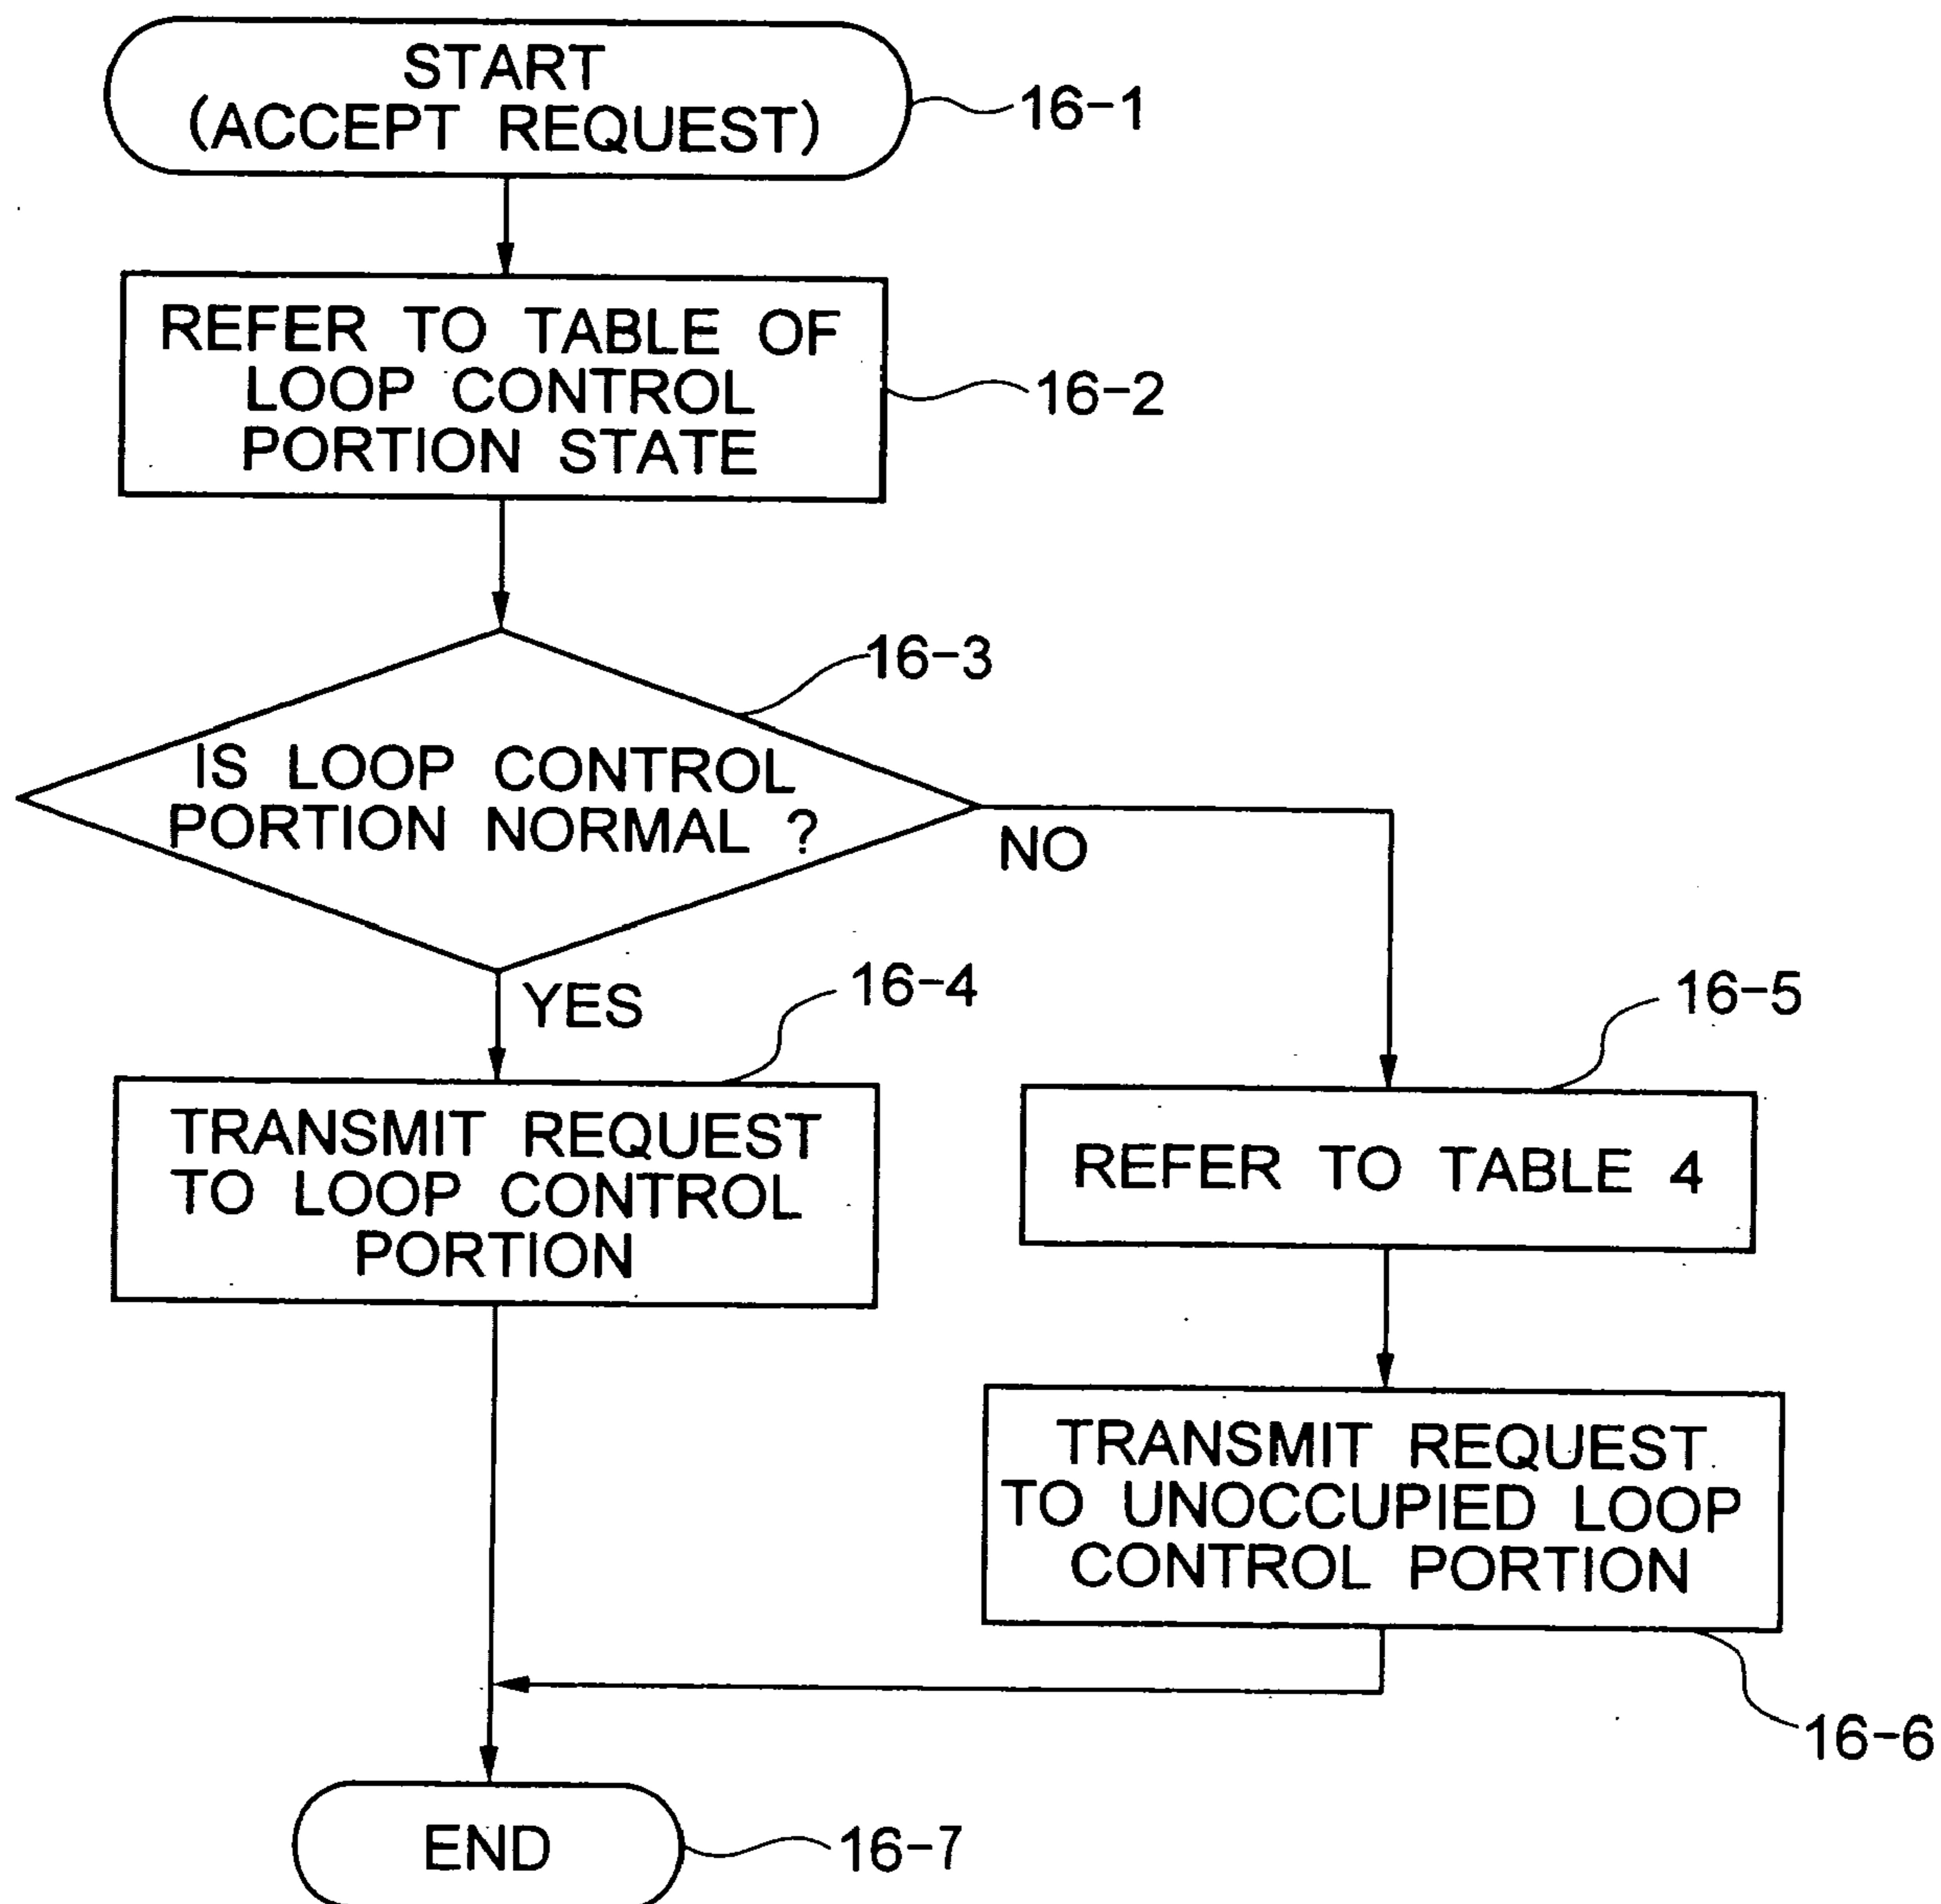 START
(ACCEPT REQUEST)
16-1
REFER TO TABLE OF
LOOP CONTROL
PORTION STATE
16-2
16-3
IS LOOP CONTROL
PORTION NORMAL ?
NO
YES
16-4
16-5
TRANSMIT REQUEST
TO LOOP CONTROL
PORTION
REFER TO TABLE 4
TRANSMIT REQUEST
TO UNOCCUPIED LOOP
CONTROL PORTION
16-6
END
16-7